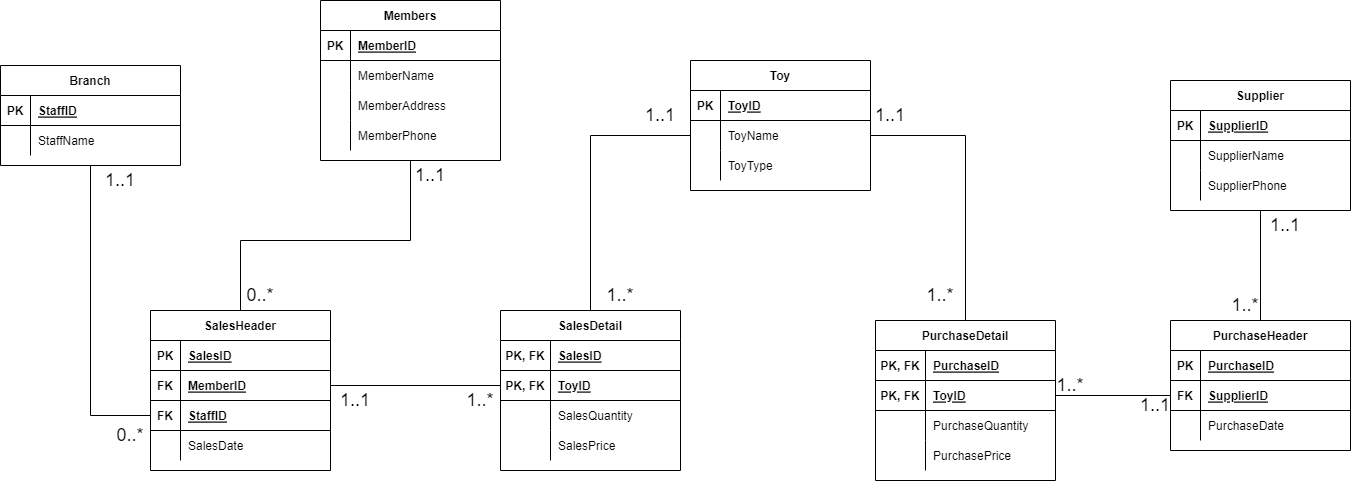 Members
PK MemberID
MemberName
MemberAddress
MemberPhone
1..1
0..*
Branch
PK StaffID
StaffName
1..1
0..*
Toy
PK ToyID
ToyName
ToyType
1..1
1..1
1..*
1..*
Supplier
PK SupplierID
SupplierName
SupplierPhone
1..1
1..*
SalesHeader
PK SalesID
FK MemberID
FK StaffID
SalesDate
1..1
1..*
SalesDetail
PK, FK SalesID
PK, FK ToyID
SalesQuantity
SalesPrice
PurchaseDetail
PK, FK PurchaseID
PK, FK ToyID
PurchaseQuantity
PurchasePrice
1..*
1..1
PurchaseHeader
PK PurchaseID
FK SupplierID
PurchaseDate